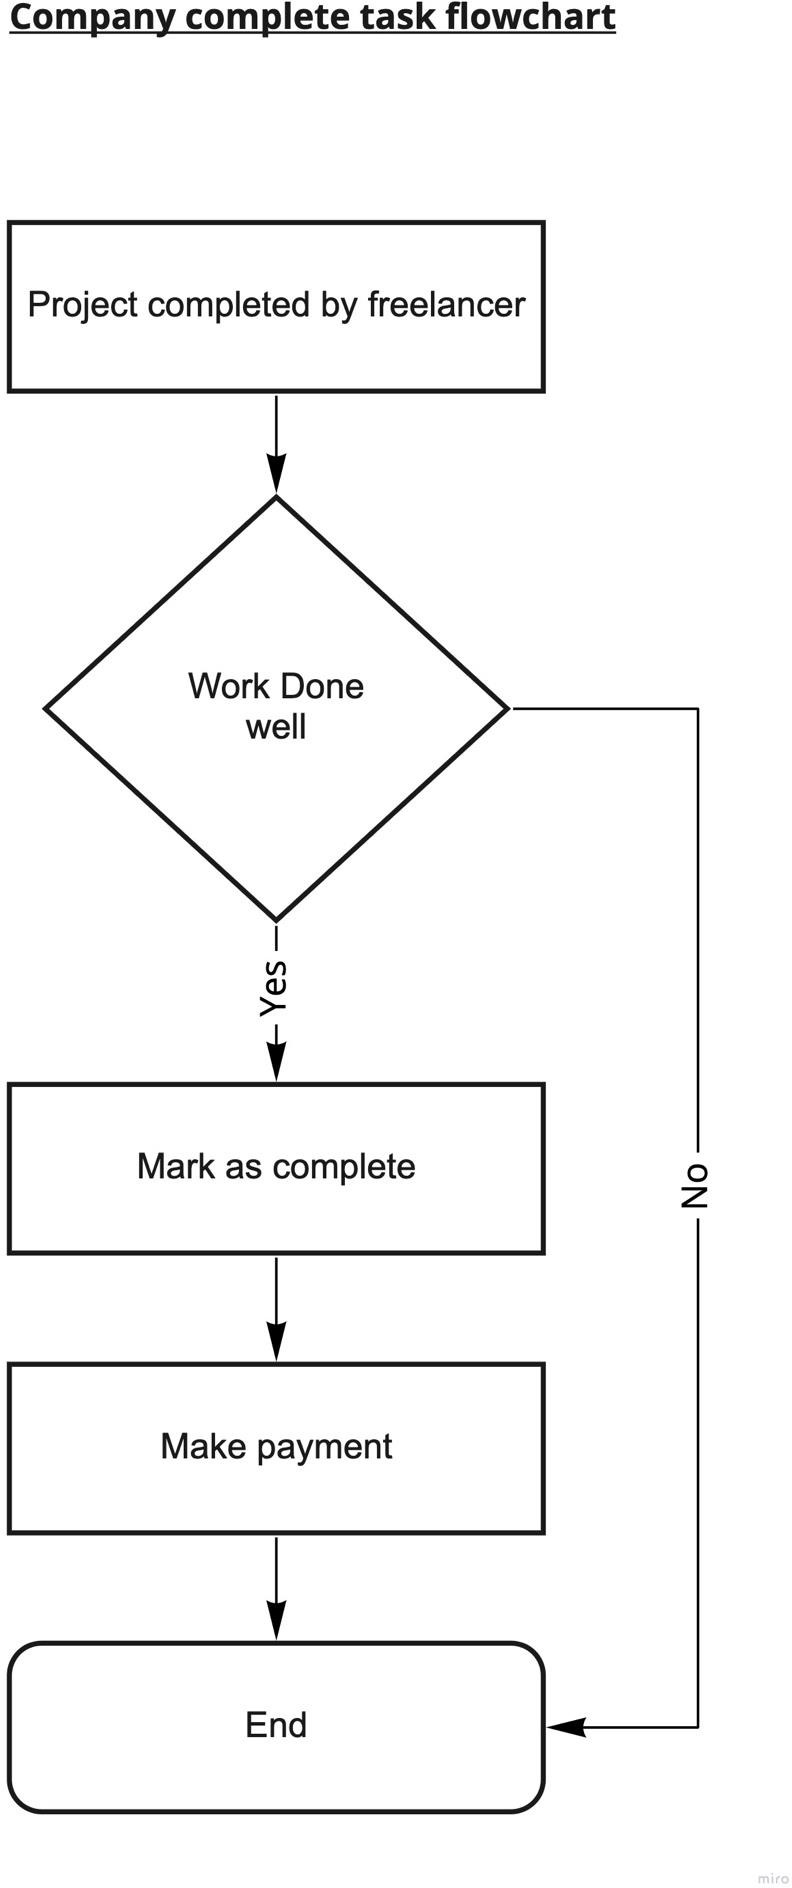 Company complete task flowchart
Project completed by freelancer
Work Done
well
Yes
Mark as complete
No
Make payment
End
miro